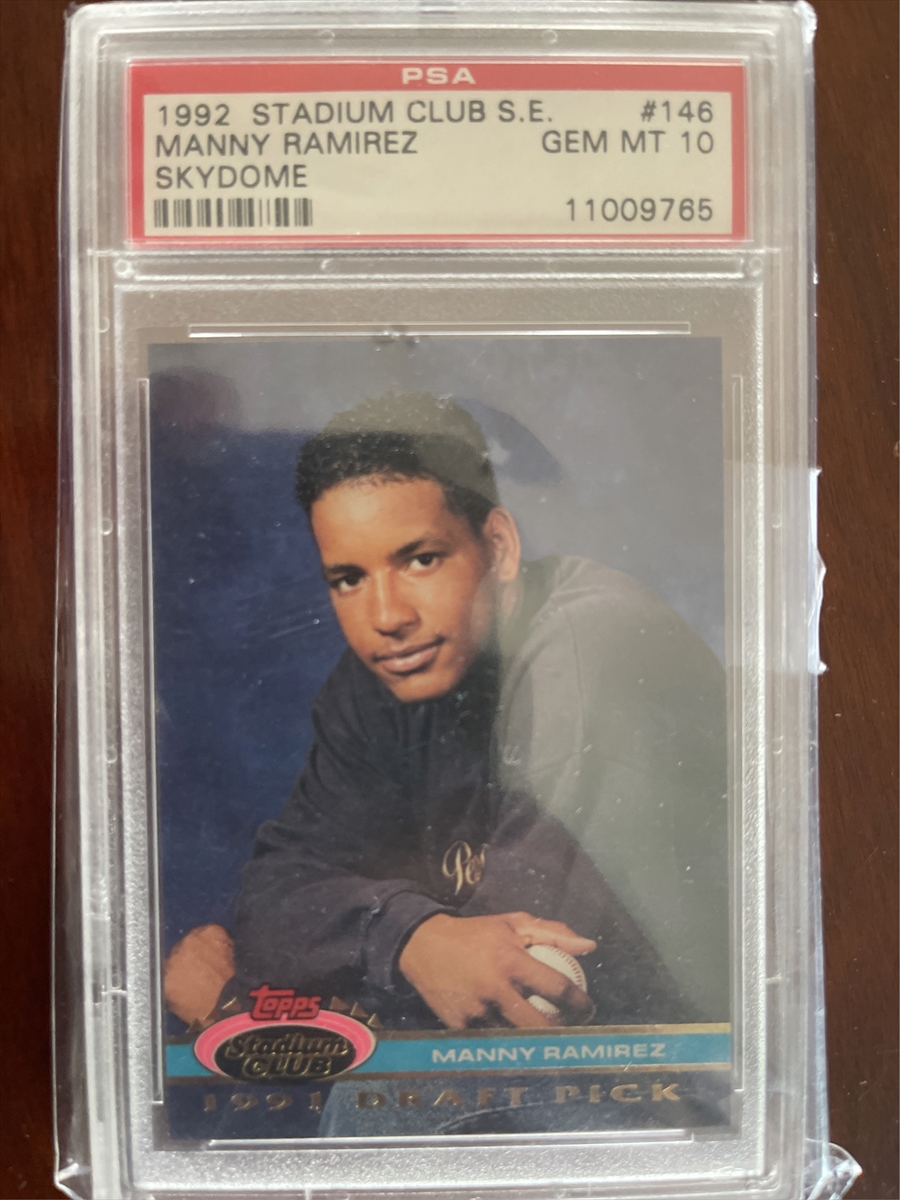 PSA
1992 STADIUM CLUB S.E. #146
MANNY RAMIREZ GEM MT 10
SKYDOME
11009765
Topps
Stadium
CLUB
MANNY RAMIREZ
1991 DRAFT PICK